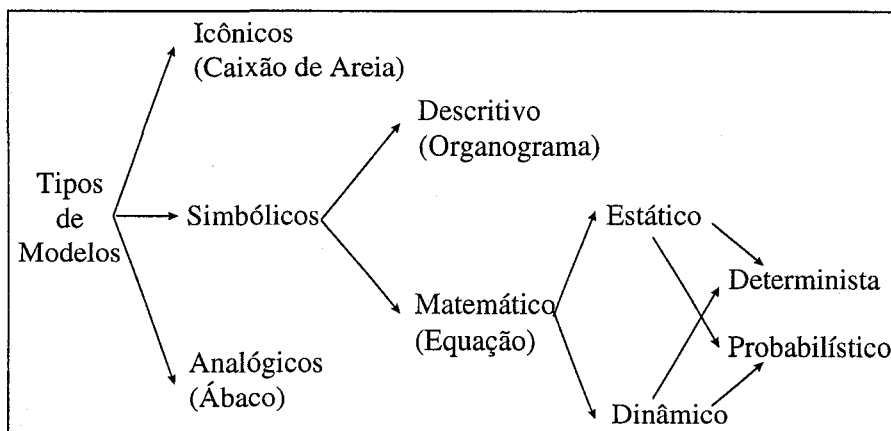 Icônicos
(Caixão de Areia)
Descritivo
(Organograma)
Tipos
de
Modelos
Simbólicos
Estático
Determinista
Matemático
(Equação)
Probabilístico
Analógicos
(Ábaco)
Dinâmico